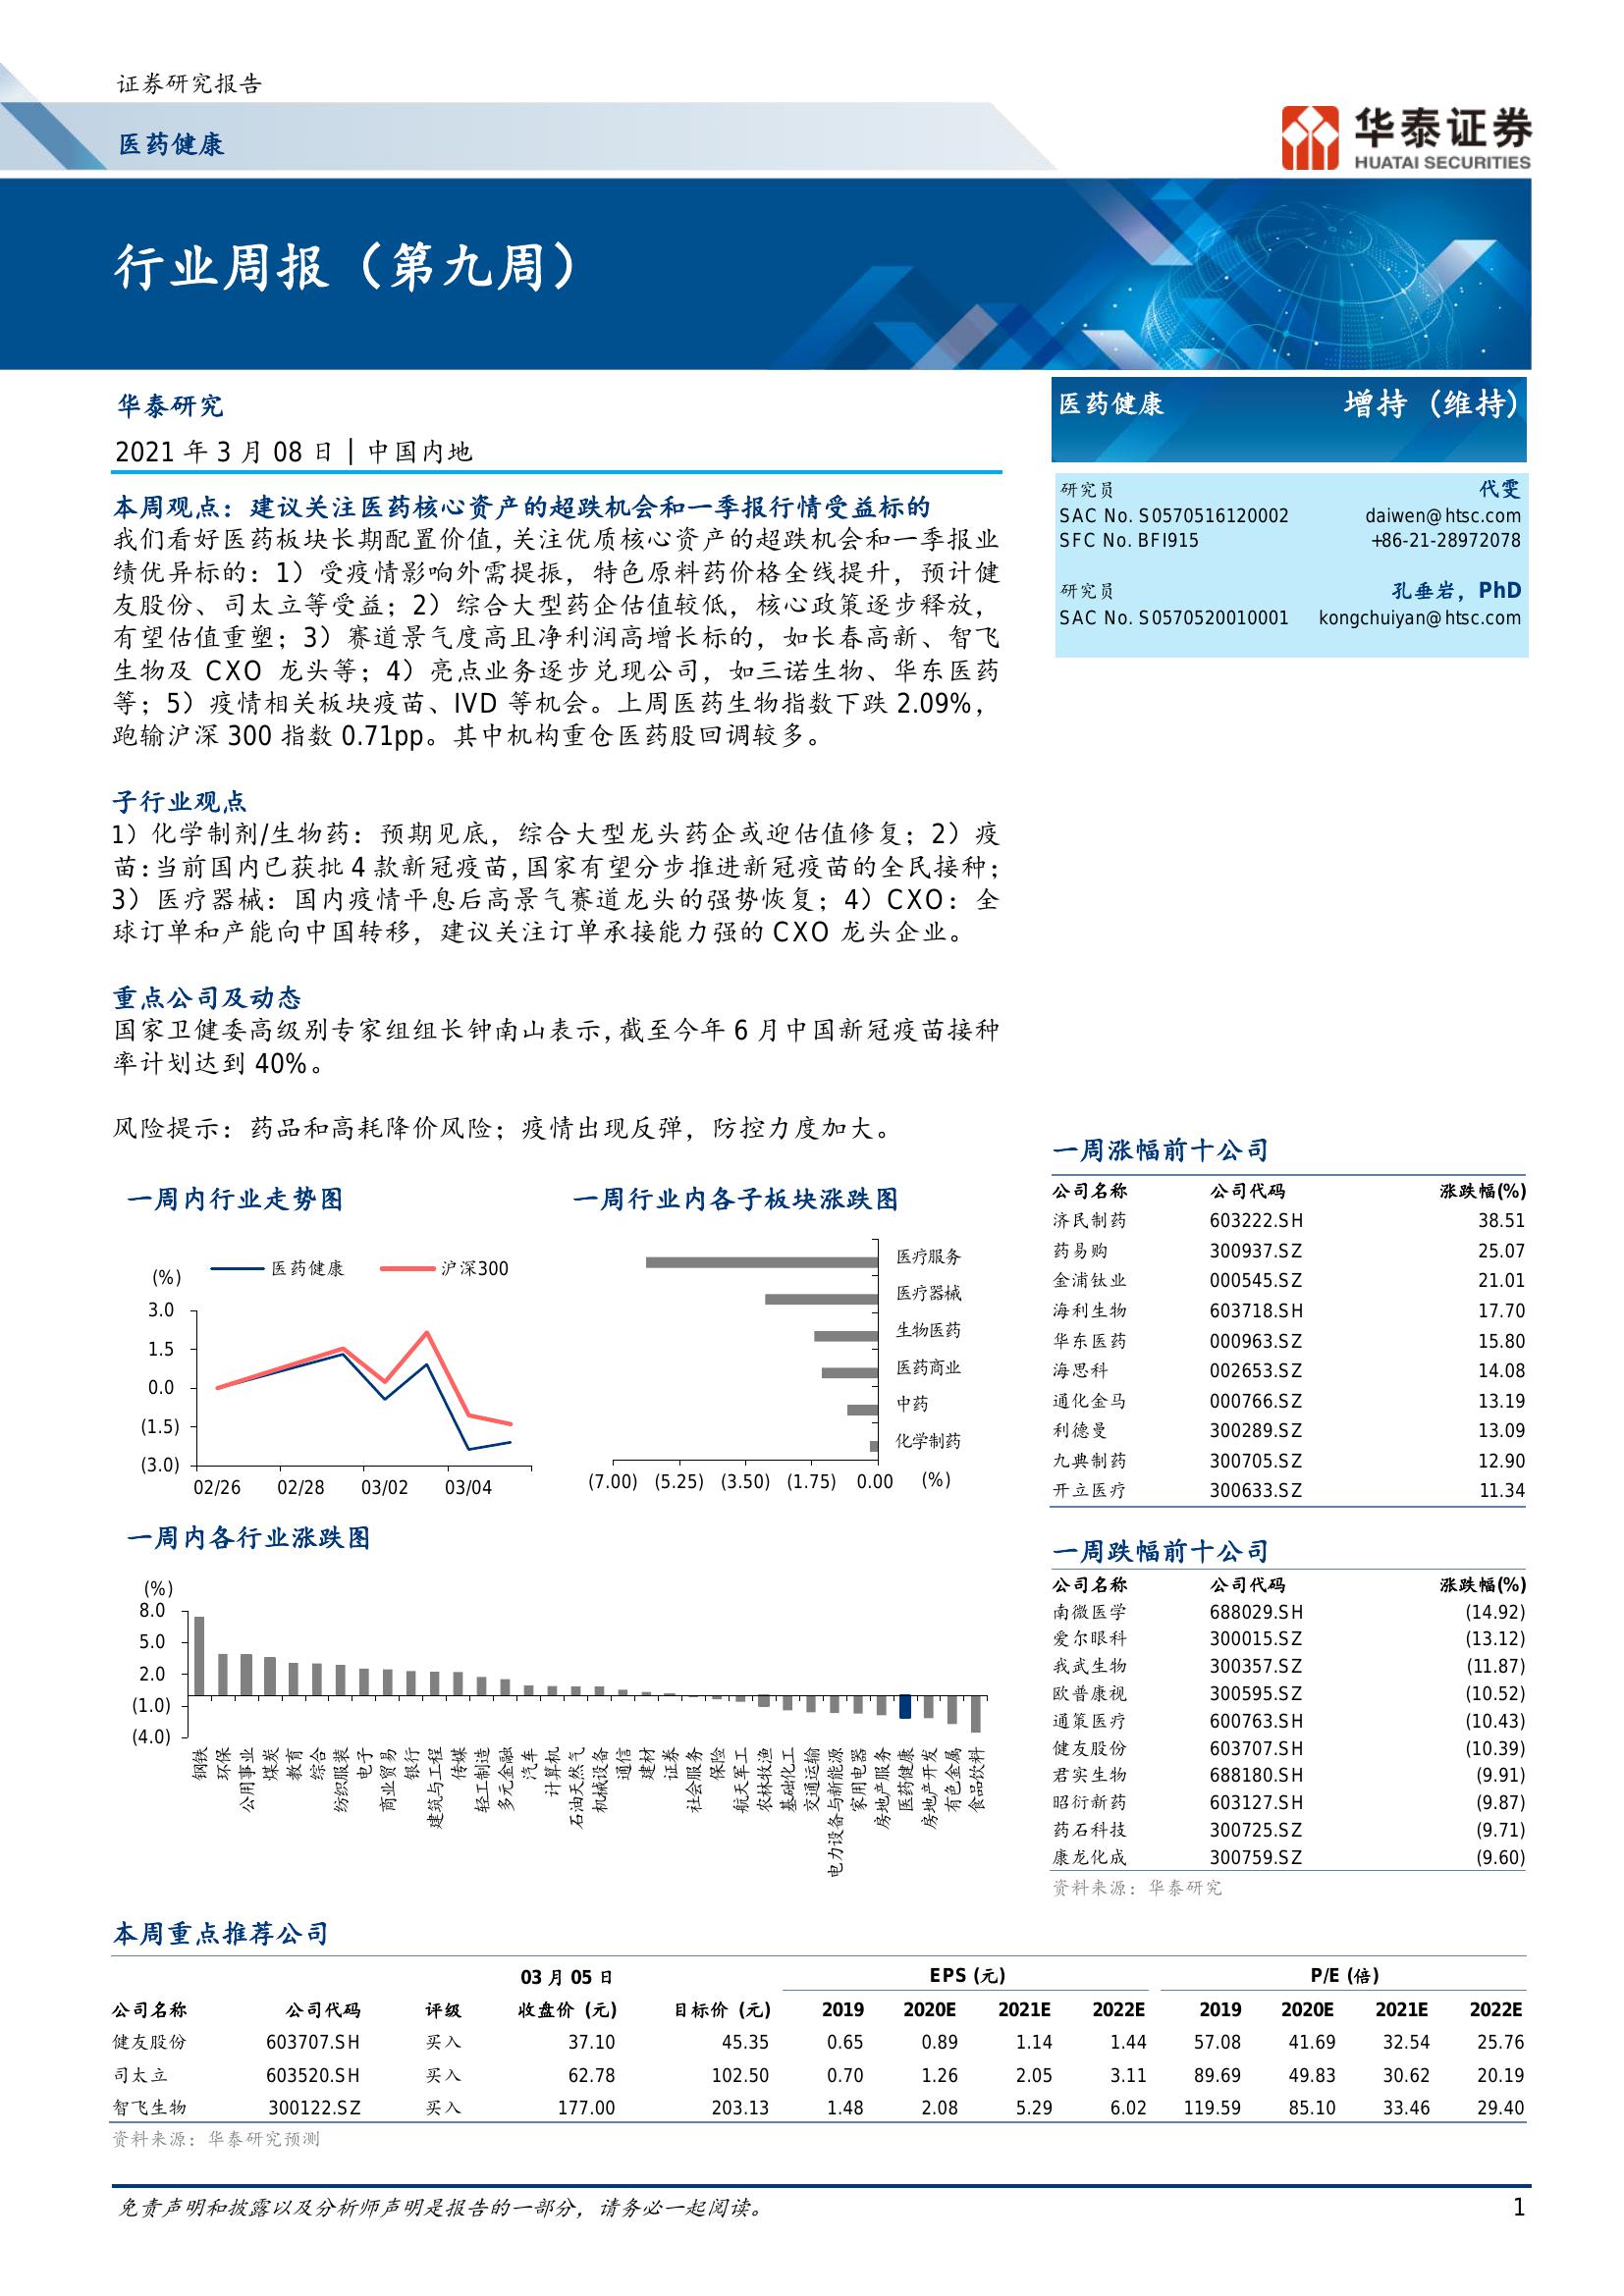 证券研究报告
医药健康
华泰证券
HUATAI SECURITIES
行业周报（第九周）
华泰研究
2021 年 3 月 08 日│中国内地
医药健康 增持（维持）
研究员 代雯
SAC No. S0570516120002 daiwen@htsc.com
SFC No. BFI915 +86-21-28972078
研究员 孔垂岩，PhD
SAC No. S0570520010001 kongchuiyan@htsc.com
本周观点：建议关注医药核心资产的超跌机会和一季报行情受益标的
我们看好医药板块长期配置价值，关注优质核心资产的超跌机会和一季报业
绩优异标的：1）受疫情影响外需提振，特色原料药价格全线提升，预计健
友股份、司太立等受益；2）综合大型药企估值较低，核心政策逐步释放，
有望估值重塑；3）赛道景气度高且净利润高增长标的，如长春高新、智飞
生物及 CXO 龙头等；4）亮点业务逐步兑现公司，如三诺生物、华东医药
等；5）疫情相关板块疫苗、IVD 等机会。上周医药生物指数下跌 2.09%，
跑输沪深 300 指数 0.71pp。其中机构重仓医药股回调较多。
子行业观点
1）化学制剂/生物药：预期见底，综合大型龙头药企或迎估值修复；2）疫
苗：当前国内已获批 4 款新冠疫苗，国家有望分步推进新冠疫苗的全民接种；
3）医疗器械：国内疫情平息后高景气赛道龙头的强势恢复；4）CXO：全
球订单和产能向中国转移，建议关注订单承接能力强的 CXO 龙头企业。
重点公司及动态
国家卫健委高级别专家组组长钟南山表示，截至今年 6 月中国新冠疫苗接种
率计划达到 40%。
风险提示：药品和高耗降价风险；疫情出现反弹，防控力度加大。
一周内行业走势图
(%)
医药健康 沪深300
3.0
1.5
0.0
(1.5)
(3.0)
02/26 02/28 03/02 03/04
一周行业内各子板块涨跌图
医疗服务
医疗器械
生物医药
医药商业
中药
化学制药
(7.00) (5.25) (3.50) (1.75) 0.00 (%)
一周内各行业涨跌图
(%)
8.0
5.0
2.0
(1.0)
(4.0)
钢铁
环保
公用事业
煤炭
教育
综合
纺织服装
电子
商业贸易
银行
建筑与工程
传媒
轻工制造
多元金融
汽车
计算机
石油天然气
机械设备
通信
建材
证券
社会服务
保险
航天军工
农林牧渔
基础化工
交通运输
电力设备与新能源
家用电器
房地产服务
医药健康
房地产开发
有色金属
食品饮料
一周涨幅前十公司
公司名称 公司代码 涨跌幅(%)
济民制药 603222.SH 38.51
药易购 300937.SZ 25.07
金浦钛业 000545.SZ 21.01
海利生物 603718.SH 17.70
华东医药 000963.SZ 15.80
海思科 002653.SZ 14.08
通化金马 000766.SZ 13.19
利德曼 300289.SZ 13.09
九典制药 300705.SZ 12.90
开立医疗 300633.SZ 11.34
一周跌幅前十公司
公司名称 公司代码 涨跌幅(%)
南微医学 688029.SH (14.92)
爱尔眼科 300015.SZ (13.12)
我武生物 300357.SZ (11.87)
欧普康视 300595.SZ (10.52)
通策医疗 600763.SH (10.43)
健友股份 603707.SH (10.39)
君实生物 688180.SH (9.91)
昭衍新药 603127.SH (9.87)
药石科技 300725.SZ (9.71)
康龙化成 300759.SZ (9.60)
资料来源：华泰研究
本周重点推荐公司
03 月 05 日 EPS (元) P/E (倍)
公司名称 公司代码 评级 收盘价 (元) 目标价 (元) 2019 2020E 2021E 2022E 2019 2020E 2021E 2022E
健友股份 603707.SH 买入 37.10 45.35 0.65 0.89 1.14 1.44 57.08 41.69 32.54 25.76
司太立 603520.SH 买入 62.78 102.50 0.70 1.26 2.05 3.11 89.69 49.83 30.62 20.19
智飞生物 300122.SZ 买入 177.00 203.13 1.48 2.08 5.29 6.02 119.59 85.10 33.46 29.40
资料来源：华泰研究预测
免责声明和披露以及分析师声明是报告的一部分，请务必一起阅读。 1